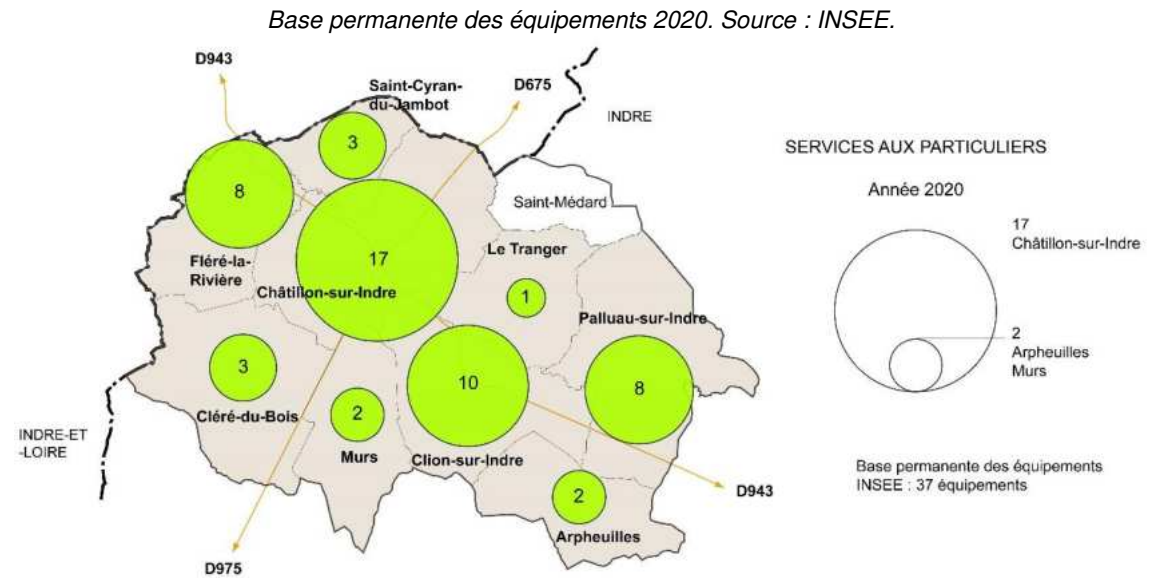 Base permanente des équipements 2020. Source : INSEE.
D943
Saint-Cyran-
du-Jambot
D675
INDRE
3
8
Saint-Médard
Fléré-la-
Rivière
17
Châtillon-sur-Indre
Le Tranger
1
Palluau-sur-Indre
3
10
8
Cléré-du-Bois
2
INDRE-ET
-LOIRE
Murs
Clion-sur-Indre
2
D943
Arpheuilles
D975
SERVICES AUX PARTICULIERS
Année 2020
17
Châtillon-sur-Indre
2
Arpheuilles
Murs
Base permanente des équipements
INSEE : 37 équipements